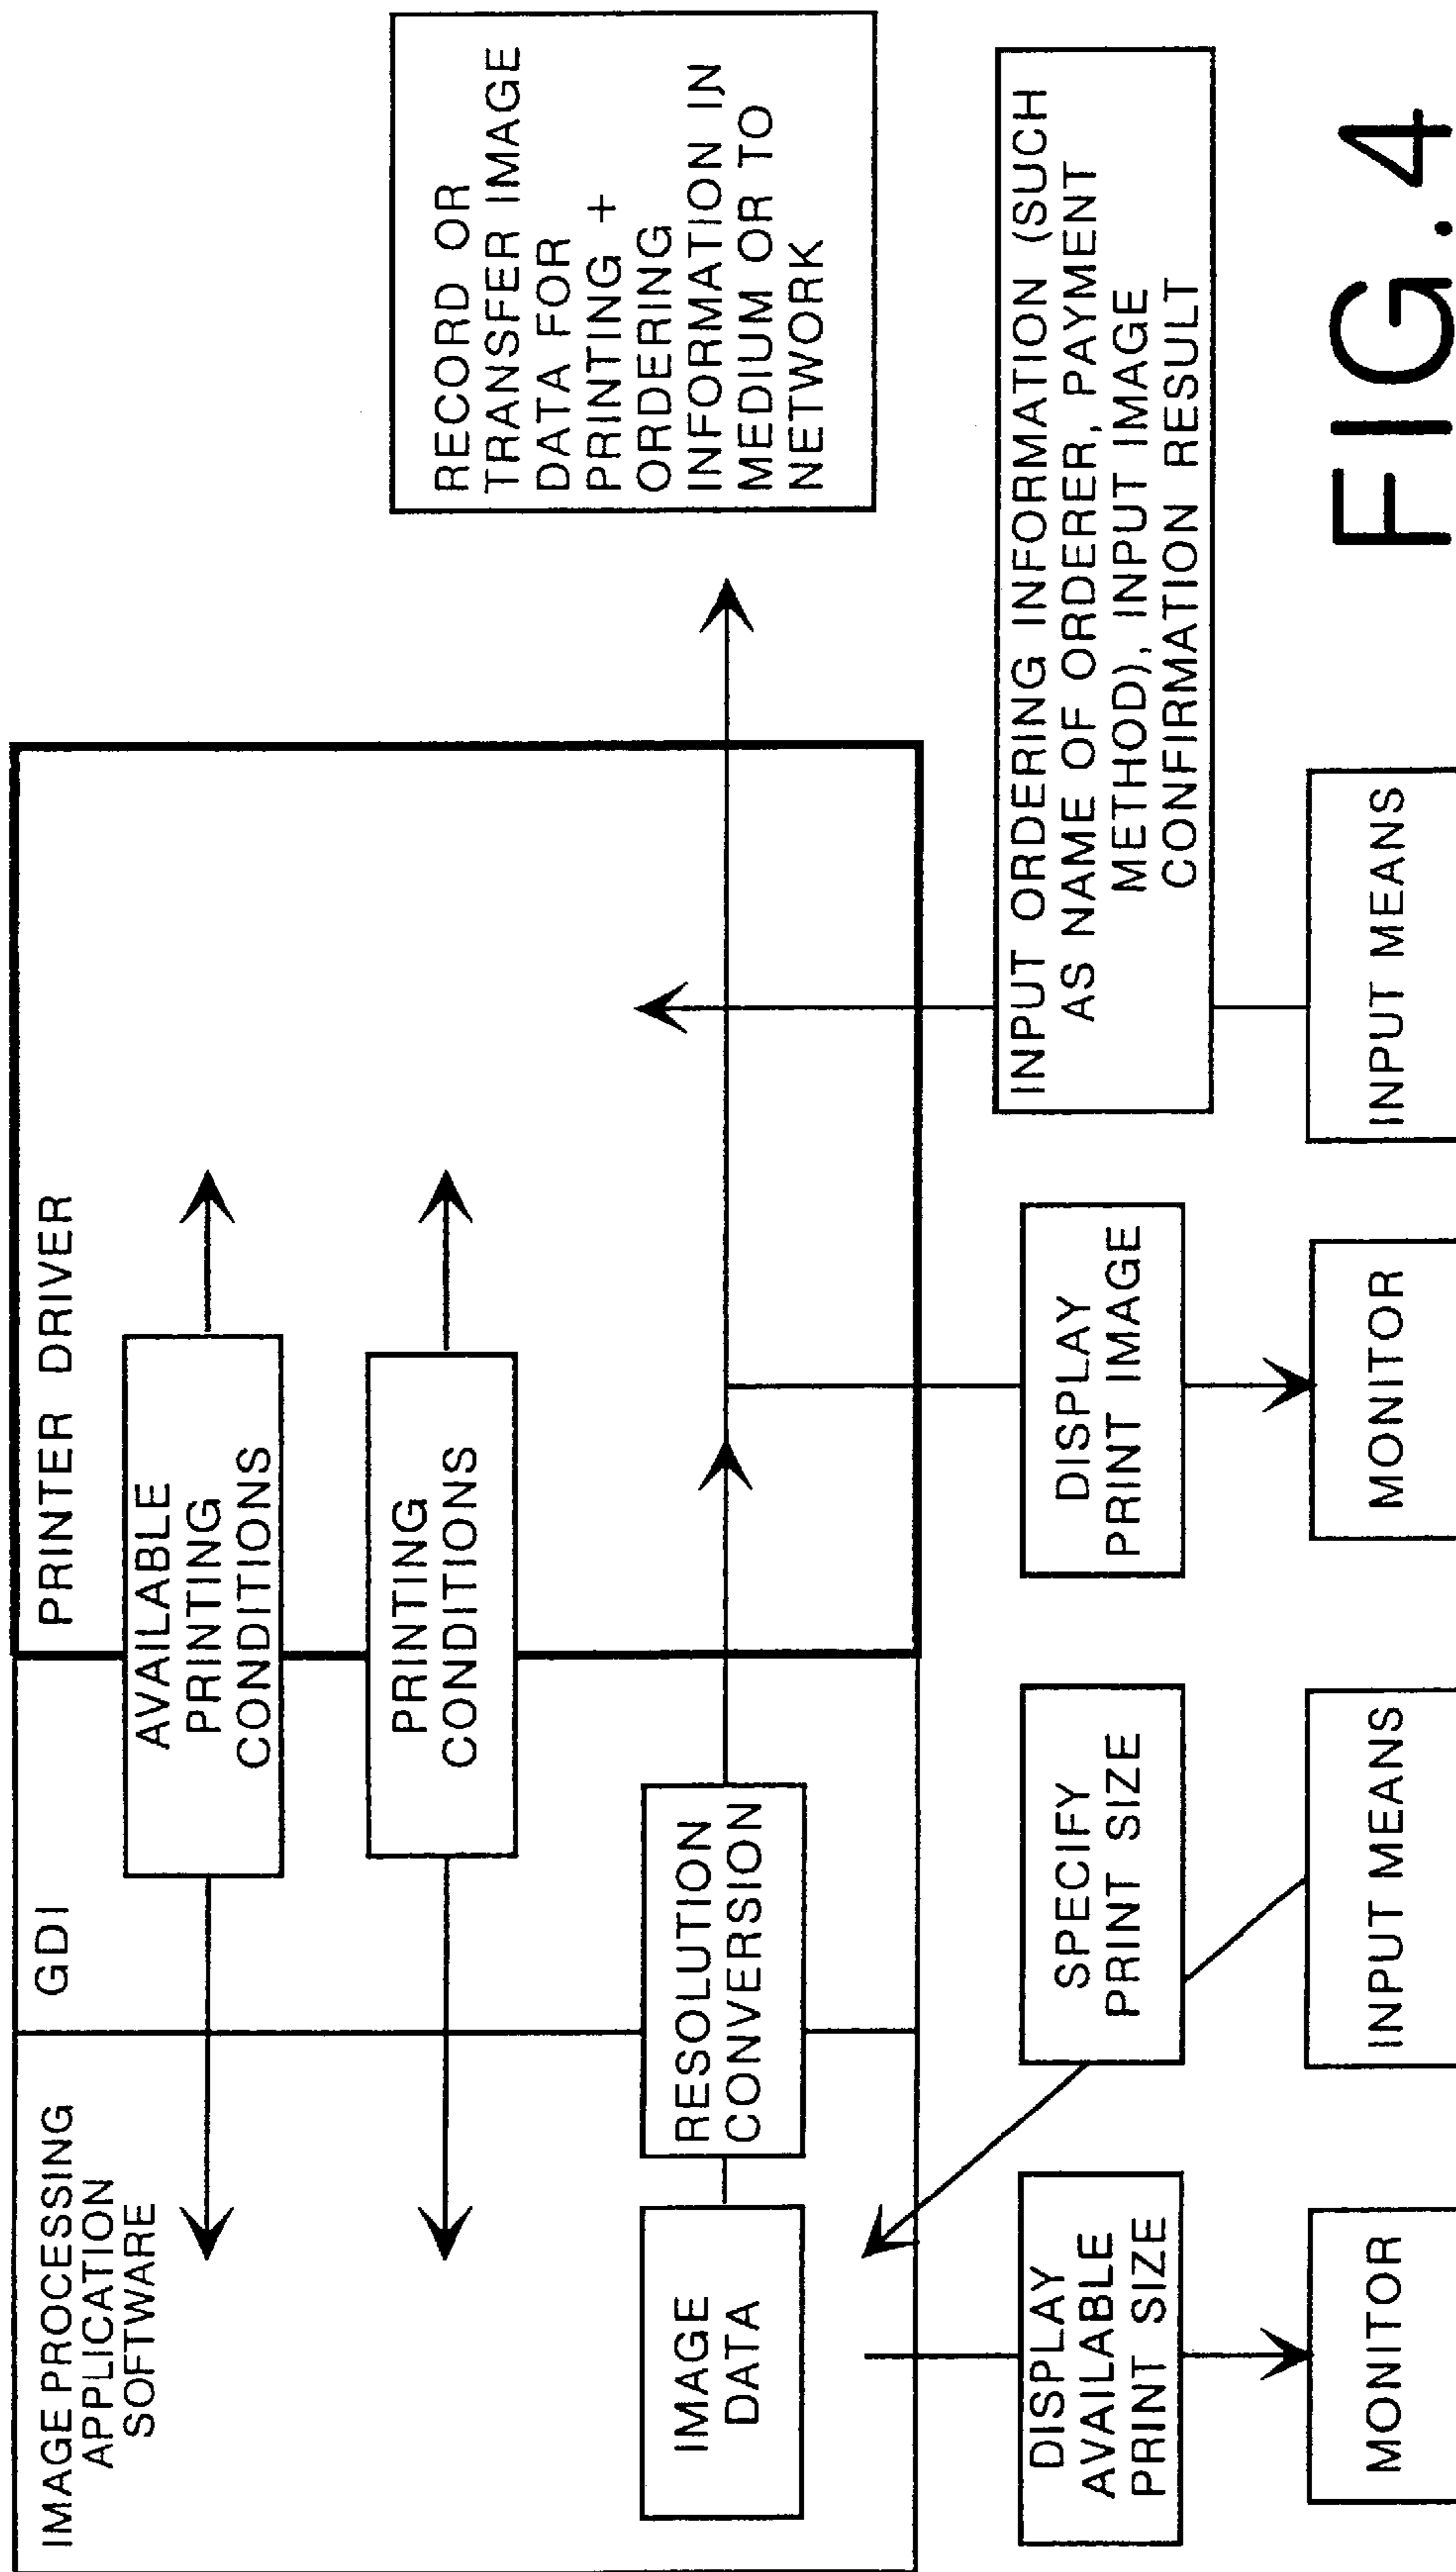 IMAGE PROCESSING
APPLICATION
SOFTWARE
GDI
PRINTER DRIVER
AVAILABLE
PRINTING
CONDITIONS
PRINTING
CONDITIONS
IMAGE
DATA
RESOLUTION
CONVERSION
RECORD OR
TRANSFER IMAGE
DATA FOR
PRINTING +
ORDERING
INFORMATION IN
MEDIUM OR TO
NETWORK
DISPLAY
AVAILABLE
PRINT SIZE
SPECIFY
PRINT SIZE
DISPLAY
PRINT IMAGE
INPUT ORDERING INFORMATION (SUCH
AS NAME OF ORDERER, PAYMENT
METHOD), INPUT IMAGE
CONFIRMATION RESULT
MONITOR
INPUT MEANS
MONITOR
INPUT MEANS
FIG.4